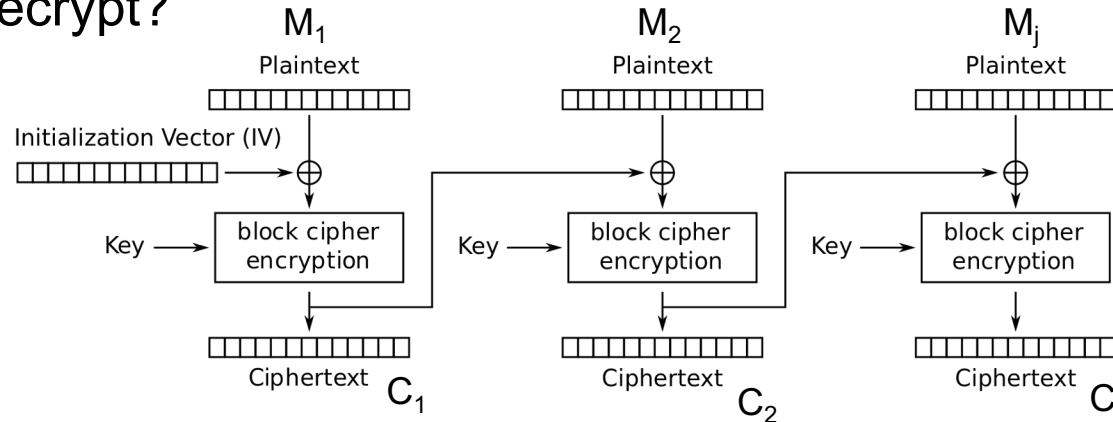 ecrypt?
M1 M2 Mj
Plaintext Plaintext Plaintext
Initialization Vector (IV)
Key block cipher encryption Key block cipher encryption Key block cipher encryption
Ciphertext Ciphertext Ciphertext
C1 C2 C